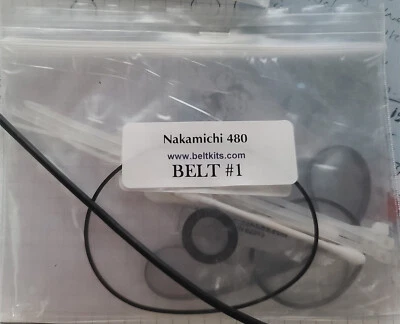 Nakamichi 480
www.beltkits.com
BELT #1